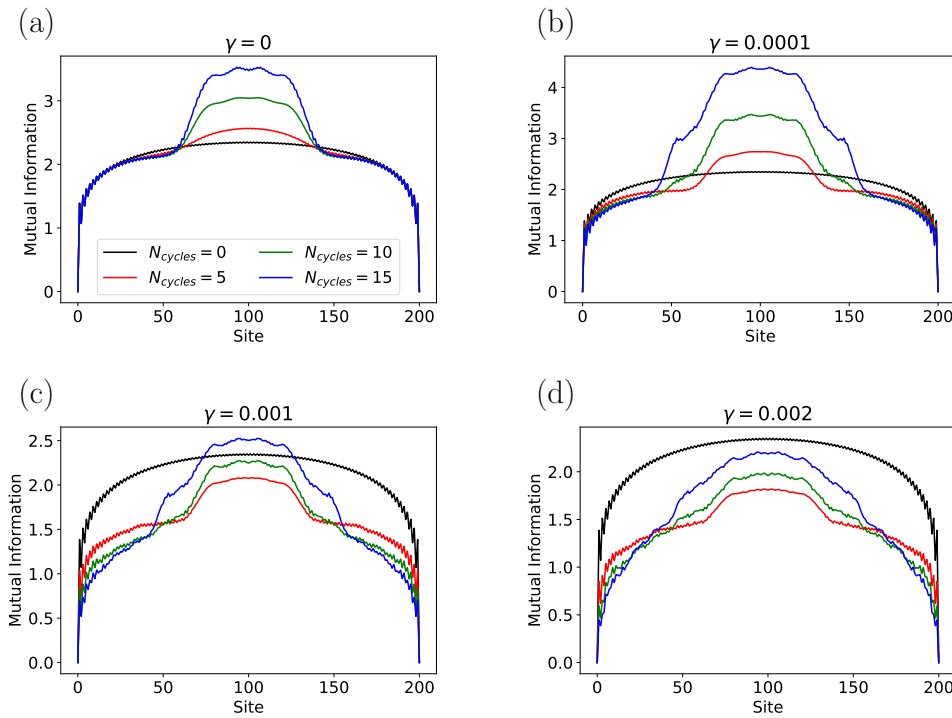 (a)
γ = 0
Mutual Information
3
2
1
0
N_cycles = 0
N_cycles = 5
N_cycles = 10
N_cycles = 15
0 50 100 150 200
Site
(b)
γ = 0.0001
Mutual Information
4
3
2
1
0
0 50 100 150 200
Site
(c)
γ = 0.001
Mutual Information
2.5
2.0
1.5
1.0
0.5
0.0
0 50 100 150 200
Site
(d)
γ = 0.002
Mutual Information
2.0
1.5
1.0
0.5
0.0
0 50 100 150 200
Site